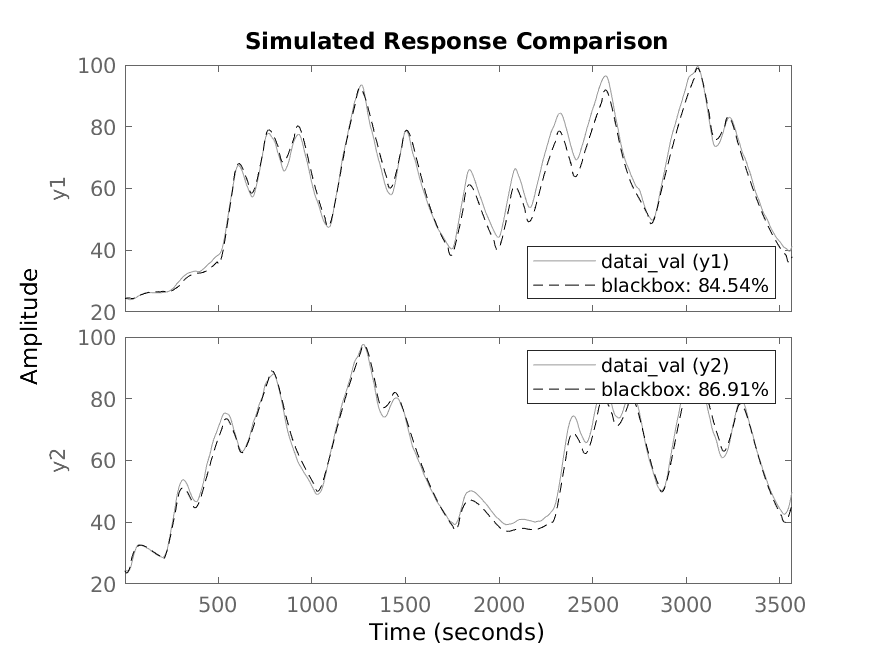 Simulated Response Comparison
100
80
60
40
20
y1
datai_val (y1)
blackbox: 84.54%
Amplitude
100
80
60
40
20
y2
datai_val (y2)
blackbox: 86.91%
500 1000 1500 2000 2500 3000 3500
Time (seconds)